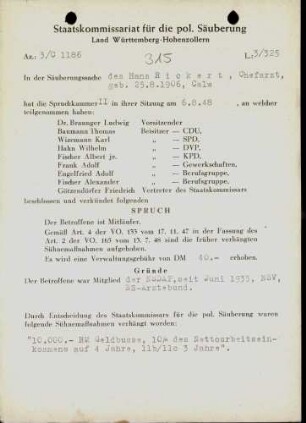 Staatskommissariat für die pol. Säuberung
Land Württemberg-Hohenzollern
Az.: 3/C 1186
315
L.: 3/325
In der Säuberungssache des Hans Rickert, Chefarzt,
geb. 25.8.1906, Calw
hat die Spruchkammer II in ihrer Sitzung am 6.8.48 , an welcher
teilgenommen haben:
Dr. Braunger Ludwig Vorsitzender
Baumann Thomas Beisitzer — CDU,
Wiesmann Karl „ — SPD,
Hahn Wilhelm „ — DVP,
Fischer Albert jr. „ — KPD,
Frank Adolf „ — Gewerkschaften,
Engelfried Adolf „ — Berufsgruppe,
Fischer Alexander „ — Berufsgruppe,
Günzendörfer Friedrich Vertreter des Staatskommissars
beschlossen und verkündet folgenden
SPRUCH
Der Betroffene ist Mitläufer.
Gemäß Art. 4 der VO. 133 vom 17. 11. 47 in der Fassung des
Art. 2 der VO. 165 vom 13. 7. 48 sind die früher verhängten
Sühnemaßnahmen aufgehoben.
Es wird eine Verwaltungsgebühr von DM 40.- erhoben.
Gründe
Der Betroffene war Mitglied der NSDAP, seit Juni 1933, NSV,
NS-Ärztebund.
Durch Entscheidung des Staatskommissars für die pol. Säuberung waren
folgende Sühnemaßnahmen verhängt worden:
"10,000.- RM Geldbusse, 10% des Nettoarbeitsein-
kommens auf 4 Jahre, 11b/11c 3 Jahre".